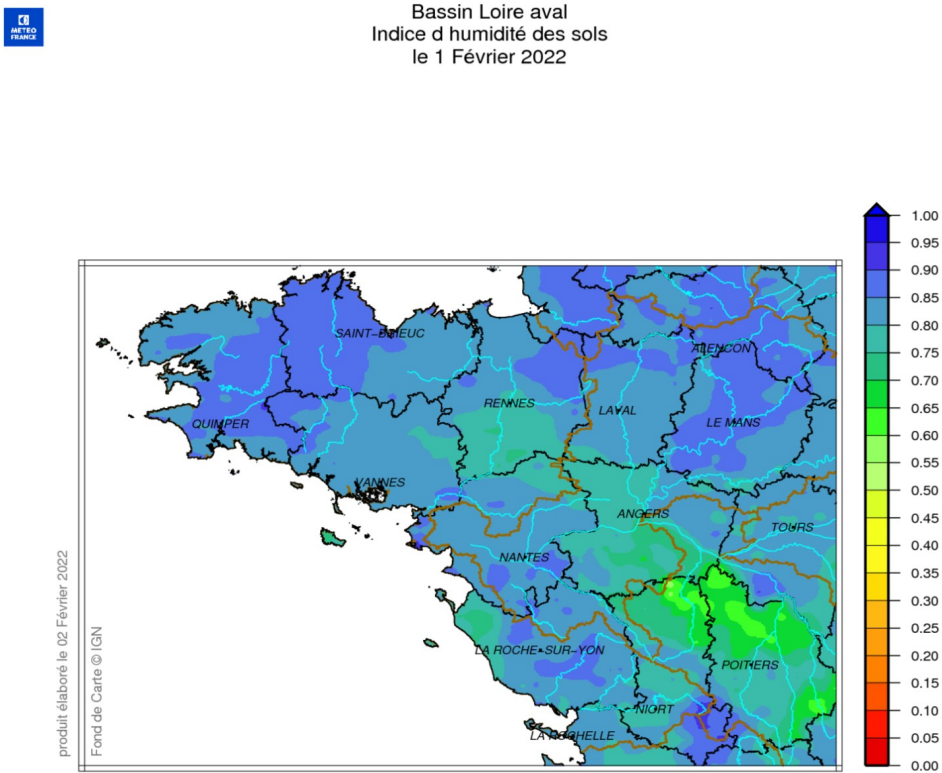 METEO
FRANCE
Bassin Loire aval
Indice d humidité des sols
le 1 Février 2022
1.00
0.95
0.90
0.85
0.80
0.75
0.70
0.65
0.60
0.55
0.50
0.45
0.40
0.35
0.30
0.25
0.20
0.15
0.10
0.05
0.00
SAINT-BRIEUC
ALENCON
RENNES
LAVAL
QUIMPER
LE MANS
VANNES
ANGERS
TOURS
NANTES
LA ROCHE-SUR-YON
POITIERS
NIORT
LA ROCHELLE
produit élaboré le 02 Février 2022
Fond de Carte © IGN